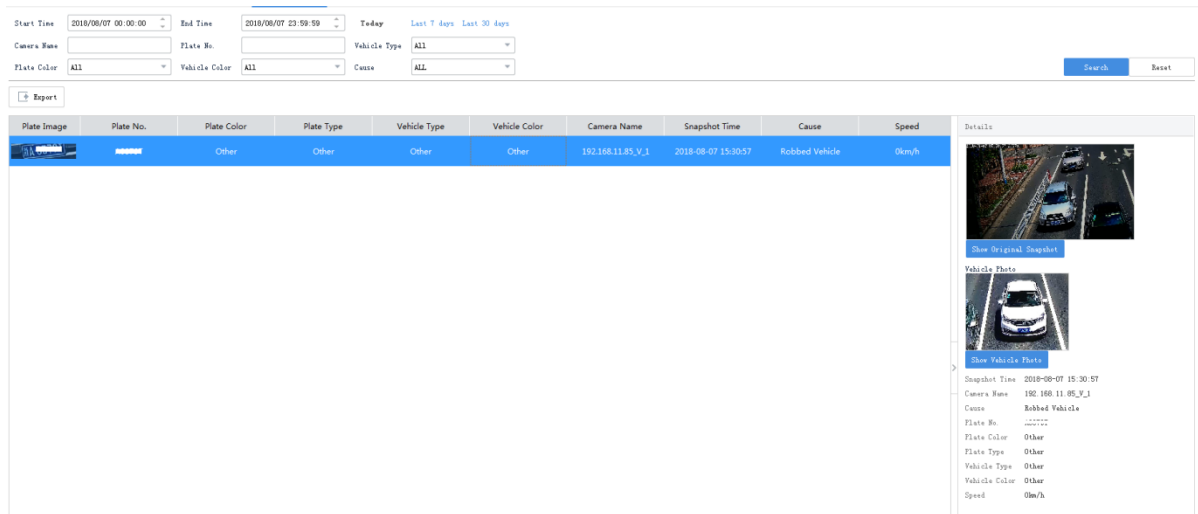 Start Time 2018/08/07 00:00:00 End Time 2018/08/07 23:59:59 Today Last 7 days Last 30 days
Camera Name Plate No. Vehicle Type All
Plate Color All Vehicle Color All Cause ALL Search Reset
Export
Plate Image Plate No. Plate Color Plate Type Vehicle Type Vehicle Color Camera Name Snapshot Time Cause Speed
Other Other Other Other 192.168.11.85_V_1 2018-08-07 15:30:57 Robbed Vehicle 0km/h
Details
Show Original Snapshot
Vehicle Photo
Show Vehicle Photo
Snapshot Time 2018-08-07 15:30:57
Camera Name 192.168.11.85_V_1
Cause Robbed Vehicle
Plate No.
Plate Color Other
Plate Type Other
Vehicle Type Other
Vehicle Color Other
Speed 0km/h